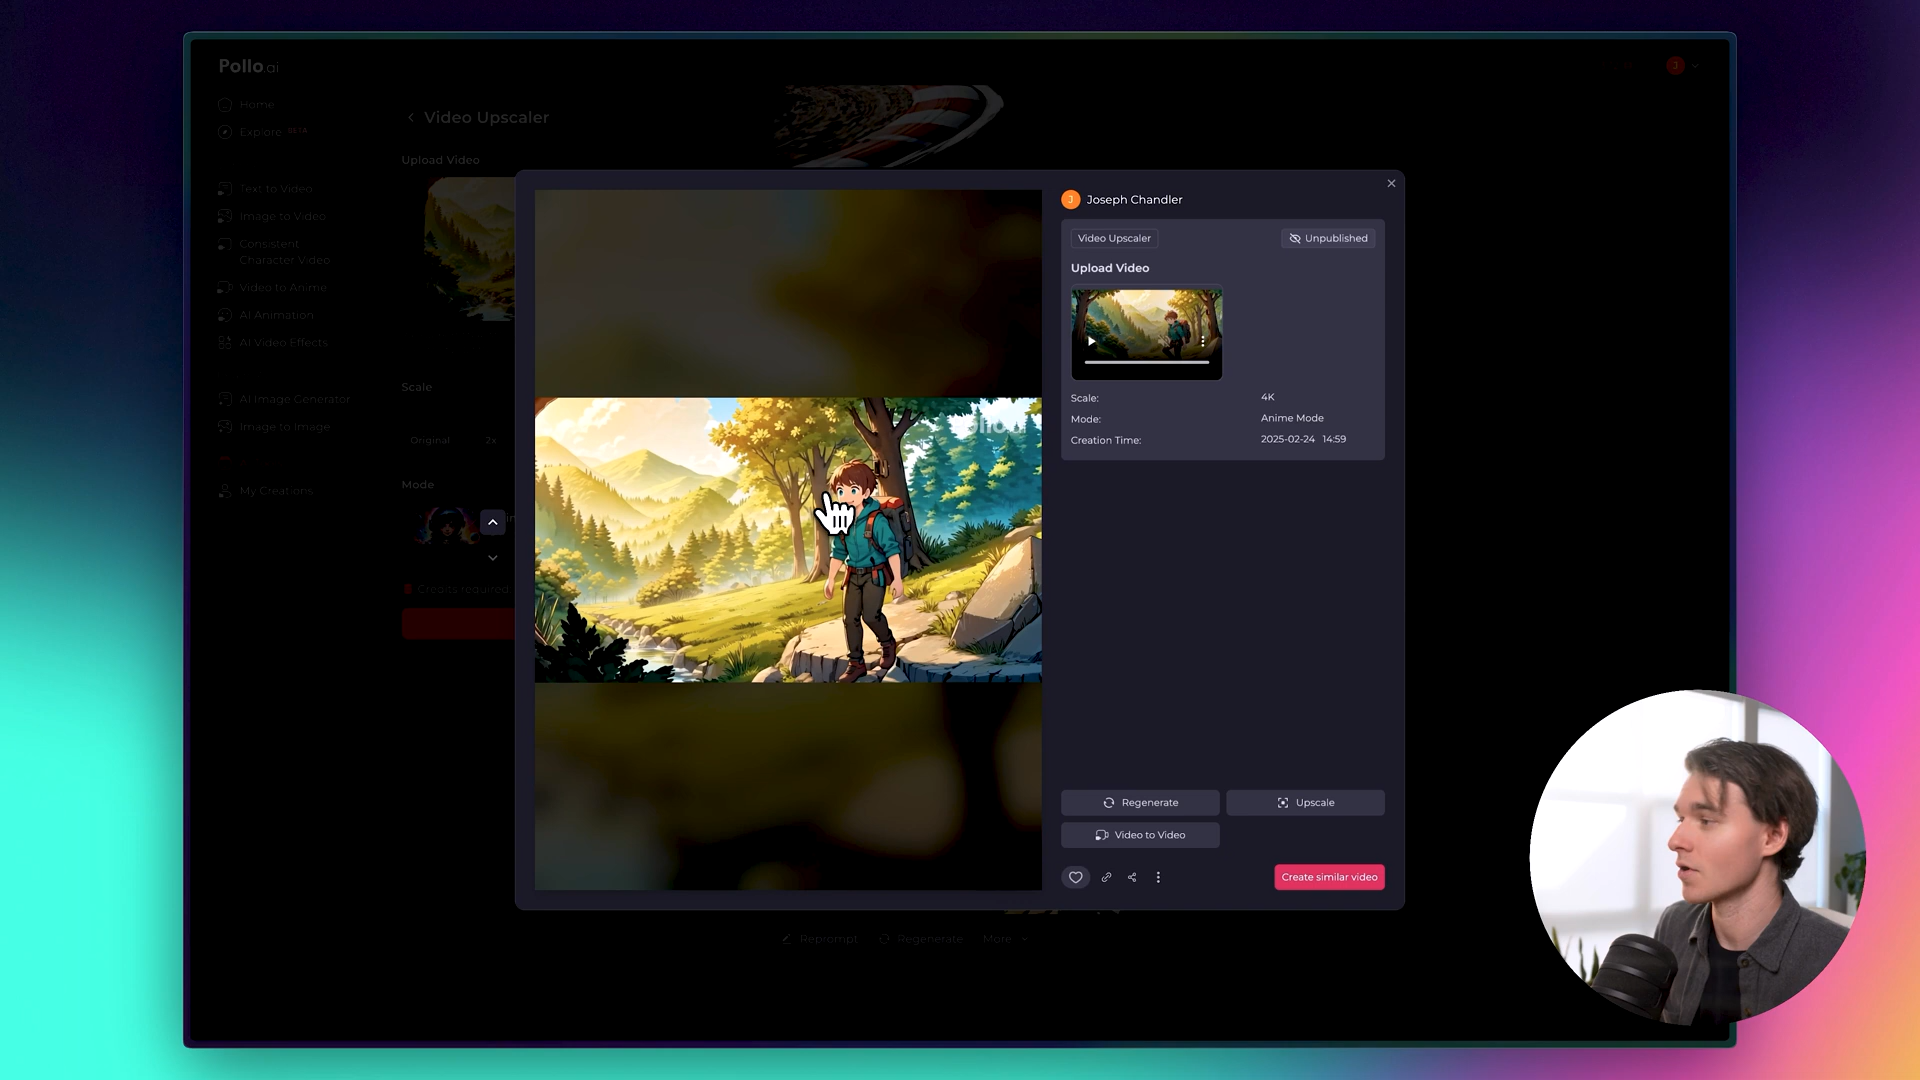 Pollo.ai
J
Home
Explore BETA
Video Upscaler
Upload Video
Text to Video
Image to Video
Consistent
Character Video
Video to Anime
AI Animation
AI Video Effects
Scale
AI Image Generator
Image to Image
Original 2x
Mode
My Creations
Credits required:
J Joseph Chandler
Video Upscaler
Unpublished
Upload Video
Scale: 4K
Mode: Anime Mode
Creation Time: 2025-02-24 14:59
Regenerate
Upscale
Video to Video
Create similar video
Reprompt
Regenerate
More